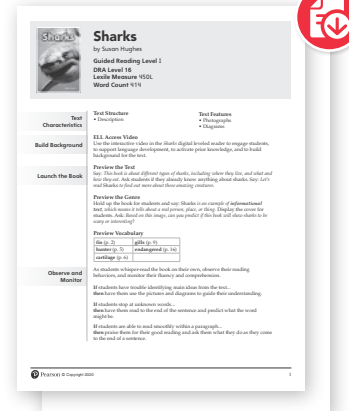 Sharks
Sharks
by Susan Hughes
Guided Reading Level I
DRA Level 16
Lexile Measure 450L
Word Count 414
Text Characteristics
Text Structure
• Description
Text Features
• Photographs
• Diagrams
Build Background
ELL Access Video
Use the interactive video in the Sharks digital leveled reader to engage students,
to support language development, to activate prior knowledge, and to build
background for the text.
Launch the Book
Preview the Text
Say: This book is about different types of sharks, including where they live, and what and
how they eat. Ask students if they already know anything about sharks. Say: Let's
read Sharks to find out more about these amazing creatures.
Preview the Genre
Hold up the book for students and say: Sharks is an example of informational
text, which means it tells about a real person, place, or thing. Display the cover for
students. Ask: Based on this image, can you predict if this book will show sharks to be
scary or interesting?
Preview Vocabulary
fin (p. 2) gills (p. 9)
hunter (p. 5) endangered (p. 16)
cartilage (p. 6)
Observe and Monitor
As students whisper-read the book on their own, observe their reading
behaviors, and monitor their fluency and comprehension.
If students have trouble identifying main ideas from the text...
then have them use the pictures and diagrams to guide their understanding.
If students stop at unknown words...
then have them read to the end of the sentence and predict what the word
might be.
If students are able to read smoothly within a paragraph...
then praise them for their good reading and ask them what they do as they come
to the end of a sentence.
Pearson © Copyright 2020
1